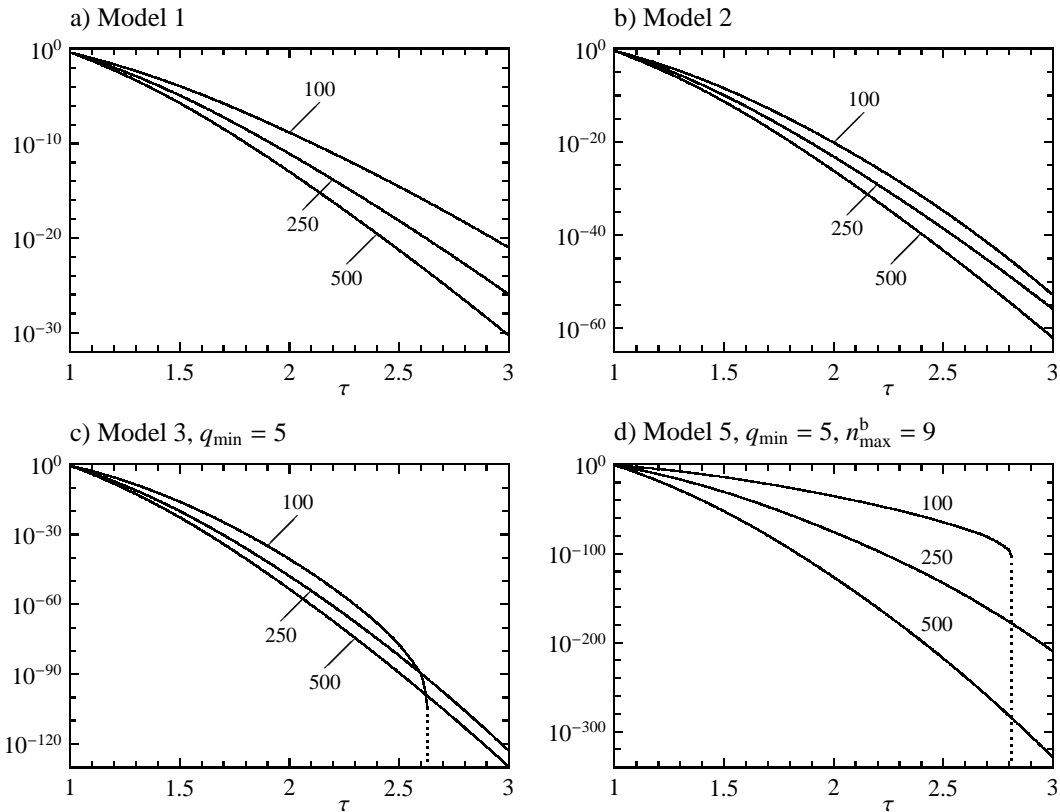 a) Model 1
10^0
10^−10
10^−20
10^−30
100
250
500
1 1.5 2 2.5 3
τ
b) Model 2
10^0
10^−20
10^−40
10^−60
100
250
500
1 1.5 2 2.5 3
τ
c) Model 3, q_min = 5
10^0
10^−30
10^−60
10^−90
10^−120
100
250
500
1 1.5 2 2.5 3
τ
d) Model 5, q_min = 5, n^b_max = 9
10^0
10^−100
10^−200
10^−300
100
250
500
1 1.5 2 2.5 3
τ